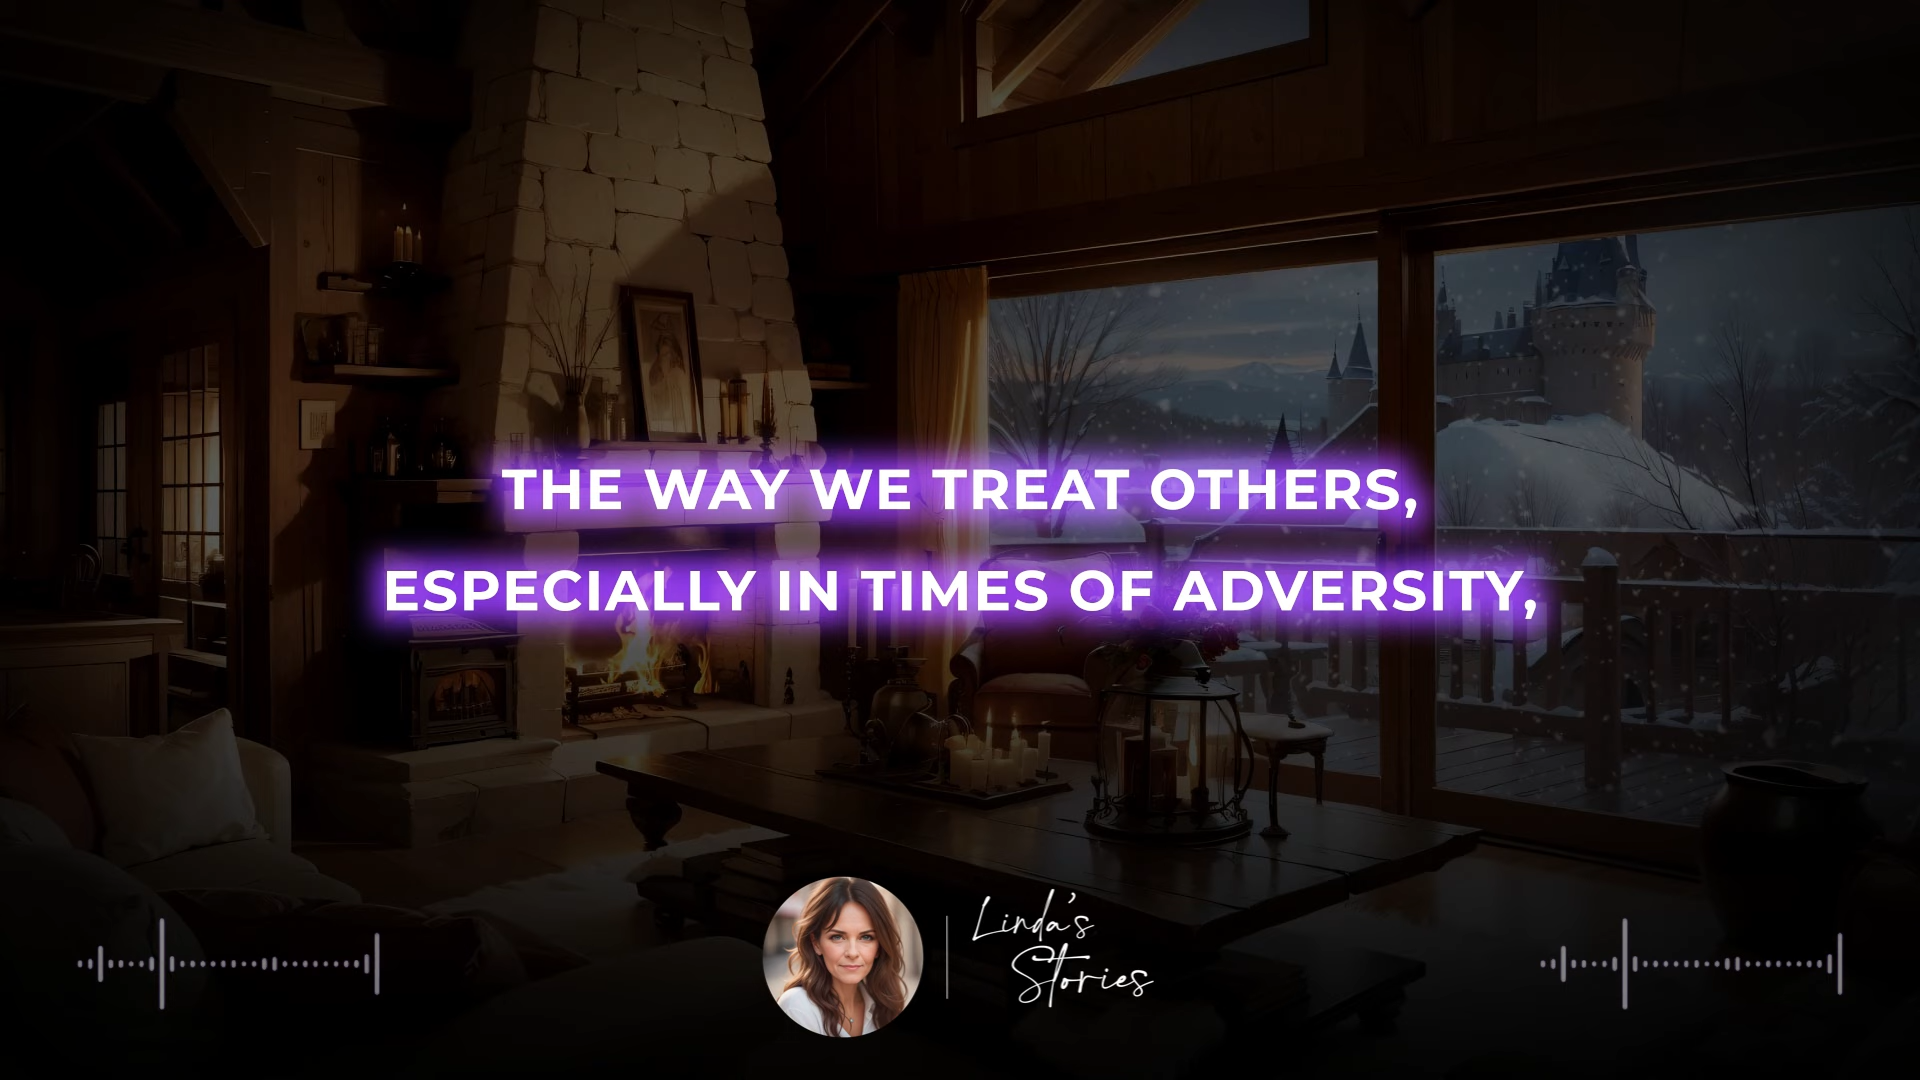 THE WAY WE TREAT OTHERS,
ESPECIALLY IN TIMES OF ADVERSITY,
Linda's
Stories